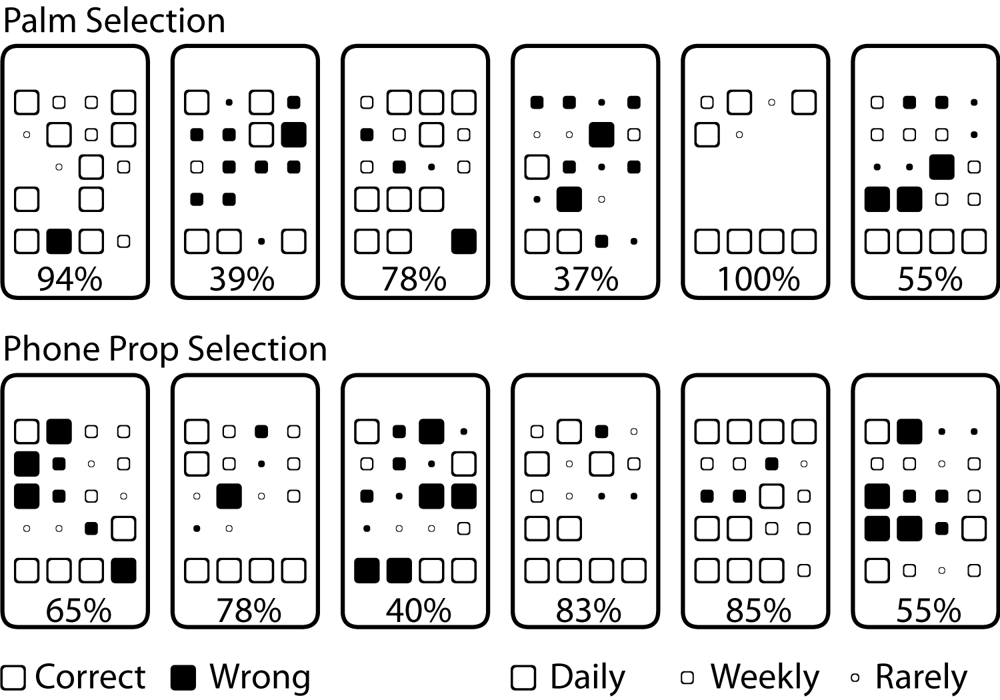 Palm Selection
94% 39% 78% 37% 100% 55%
Phone Prop Selection
65% 78% 40% 83% 85% 55%
Correct Wrong Daily Weekly Rarely